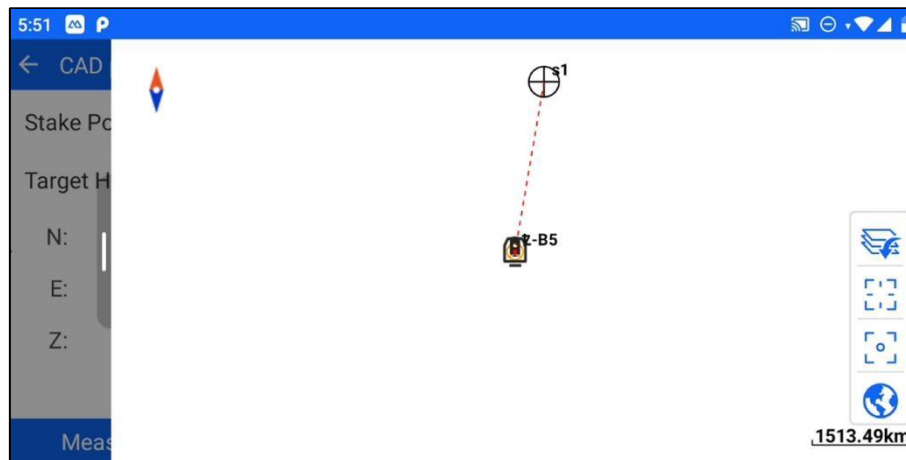 5:51
CAD
s1
Stake Po
Target H
N:
-B5
E:
Z:
1513.49km
Meas